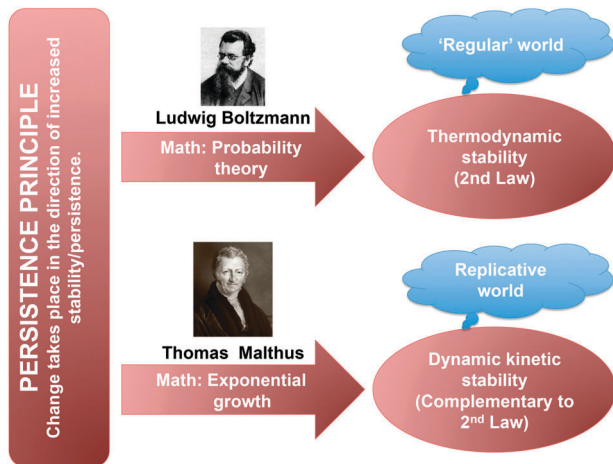 PERSISTENCE PRINCIPLE
Change takes place in the direction of increased
stability/persistence.
Ludwig Boltzmann
Math: Probability
theory
‘Regular’ world
Thermodynamic
stability
(2nd Law)
Thomas Malthus
Math: Exponential
growth
Replicative
world
Dynamic kinetic
stability
(Complementary to
2nd Law)